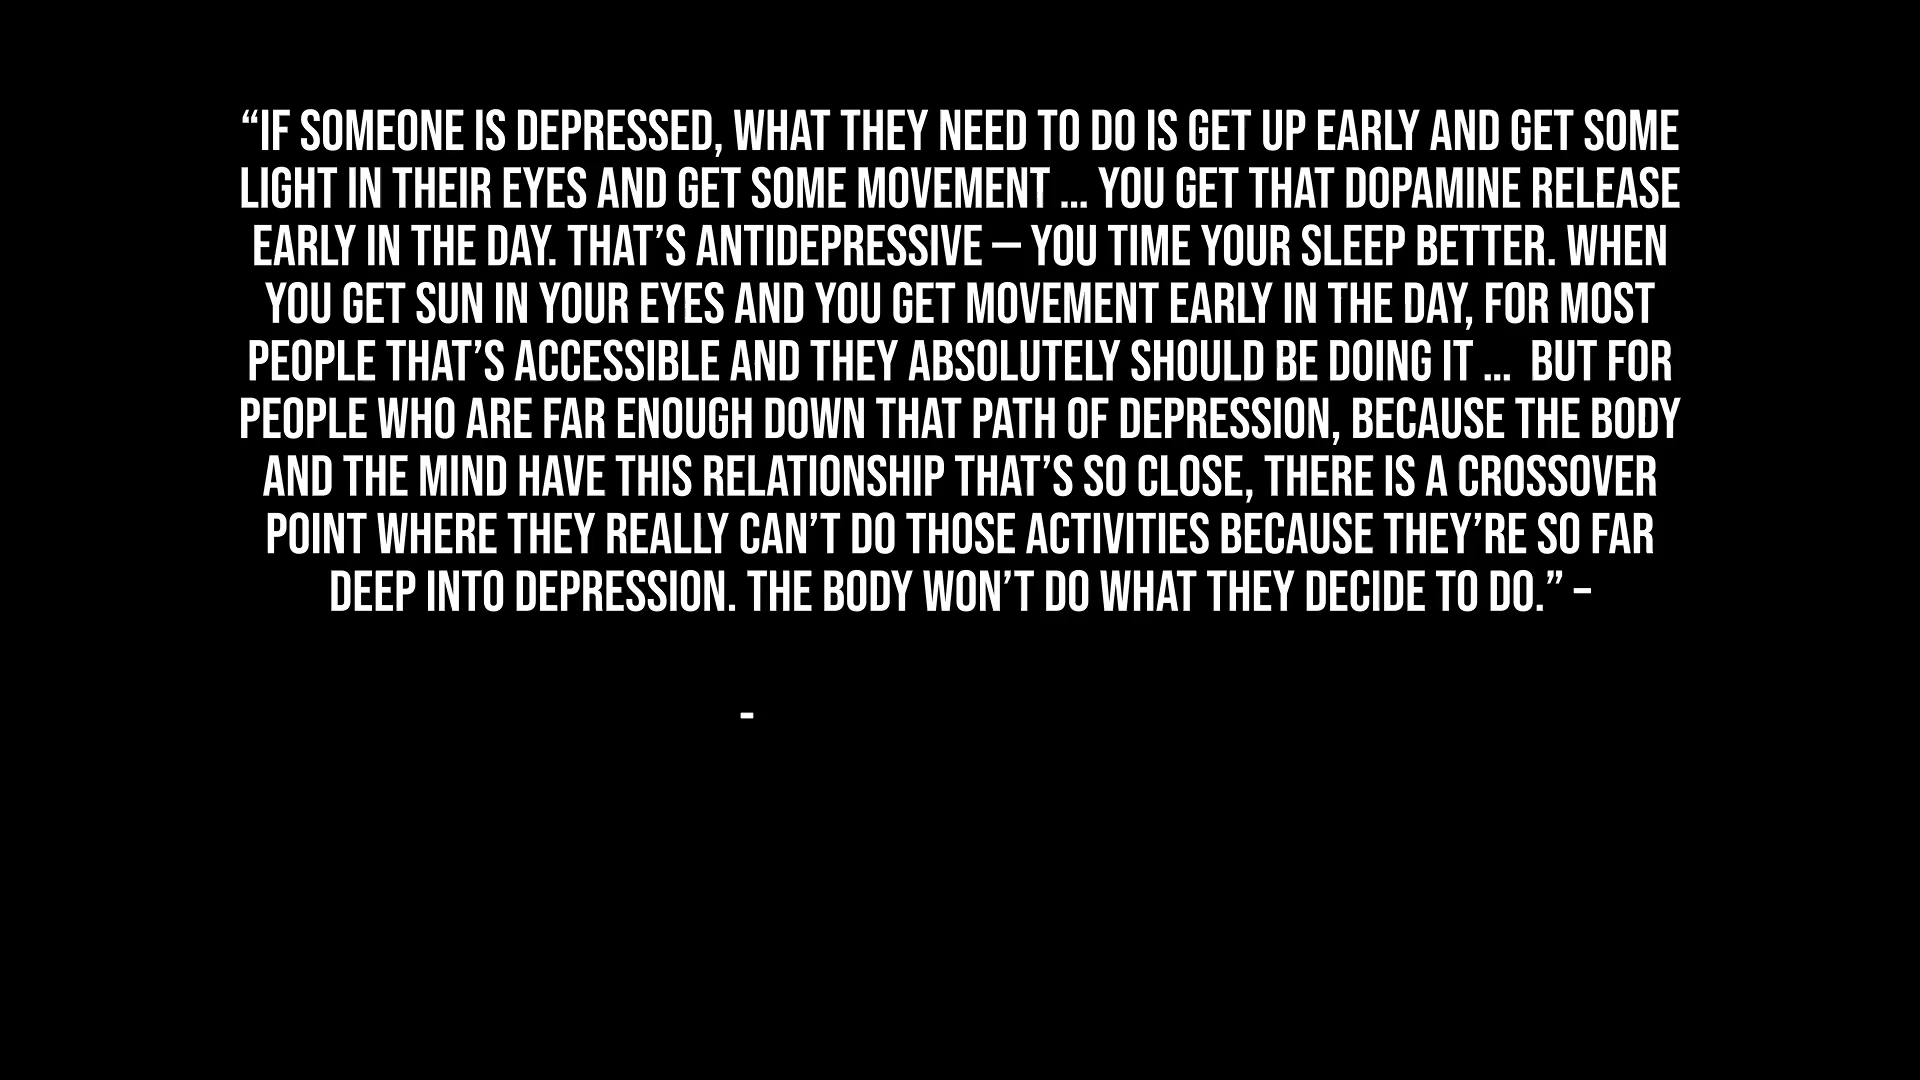 “IF SOMEONE IS DEPRESSED, WHAT THEY NEED TO DO IS GET UP EARLY AND GET SOME
LIGHT IN THEIR EYES AND GET SOME MOVEMENT ... YOU GET THAT DOPAMINE RELEASE
EARLY IN THE DAY. THAT’S ANTIDEPRESSIVE — YOU TIME YOUR SLEEP BETTER. WHEN
YOU GET SUN IN YOUR EYES AND YOU GET MOVEMENT EARLY IN THE DAY, FOR MOST
PEOPLE THAT’S ACCESSIBLE AND THEY ABSOLUTELY SHOULD BE DOING IT ... BUT FOR
PEOPLE WHO ARE FAR ENOUGH DOWN THAT PATH OF DEPRESSION, BECAUSE THE BODY
AND THE MIND HAVE THIS RELATIONSHIP THAT’S SO CLOSE, THERE IS A CROSSOVER
POINT WHERE THEY REALLY CAN’T DO THOSE ACTIVITIES BECAUSE THEY’RE SO FAR
DEEP INTO DEPRESSION. THE BODY WON’T DO WHAT THEY DECIDE TO DO.” –
-